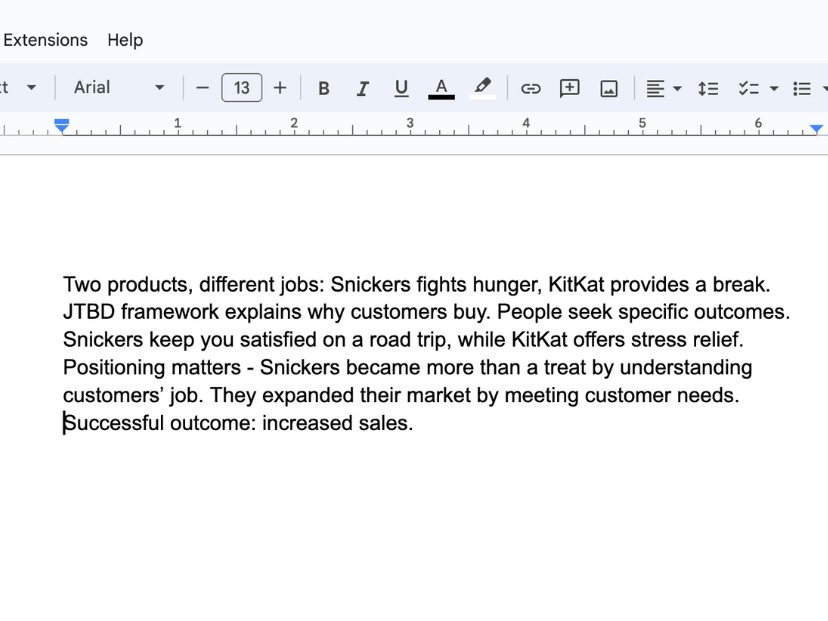 Extensions Help
Arial 13 B I U A
1 2 3 4 5 6
Two products, different jobs: Snickers fights hunger, KitKat provides a break.
JTBD framework explains why customers buy. People seek specific outcomes.
Snickers keep you satisfied on a road trip, while KitKat offers stress relief.
Positioning matters - Snickers became more than a treat by understanding
customers’ job. They expanded their market by meeting customer needs.
Successful outcome: increased sales.